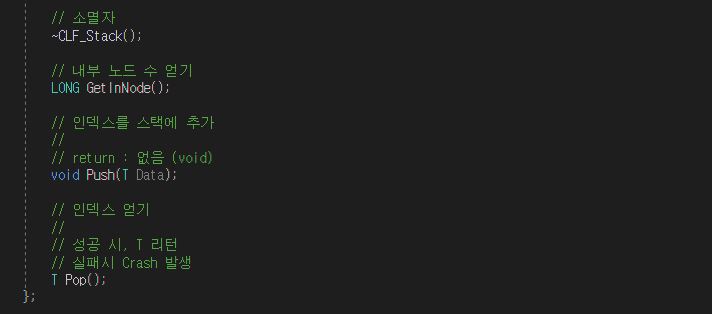 // 소멸자
~CLF_Stack();
// 내부 노드 수 얻기
LONG GetInNode();
// 인덱스를 스택에 추가
//
// return : 없음 (void)
void Push(T Data);
// 인덱스 얻기
//
// 성공 시, T 리턴
// 실패시 Crash 발생
T Pop();
};